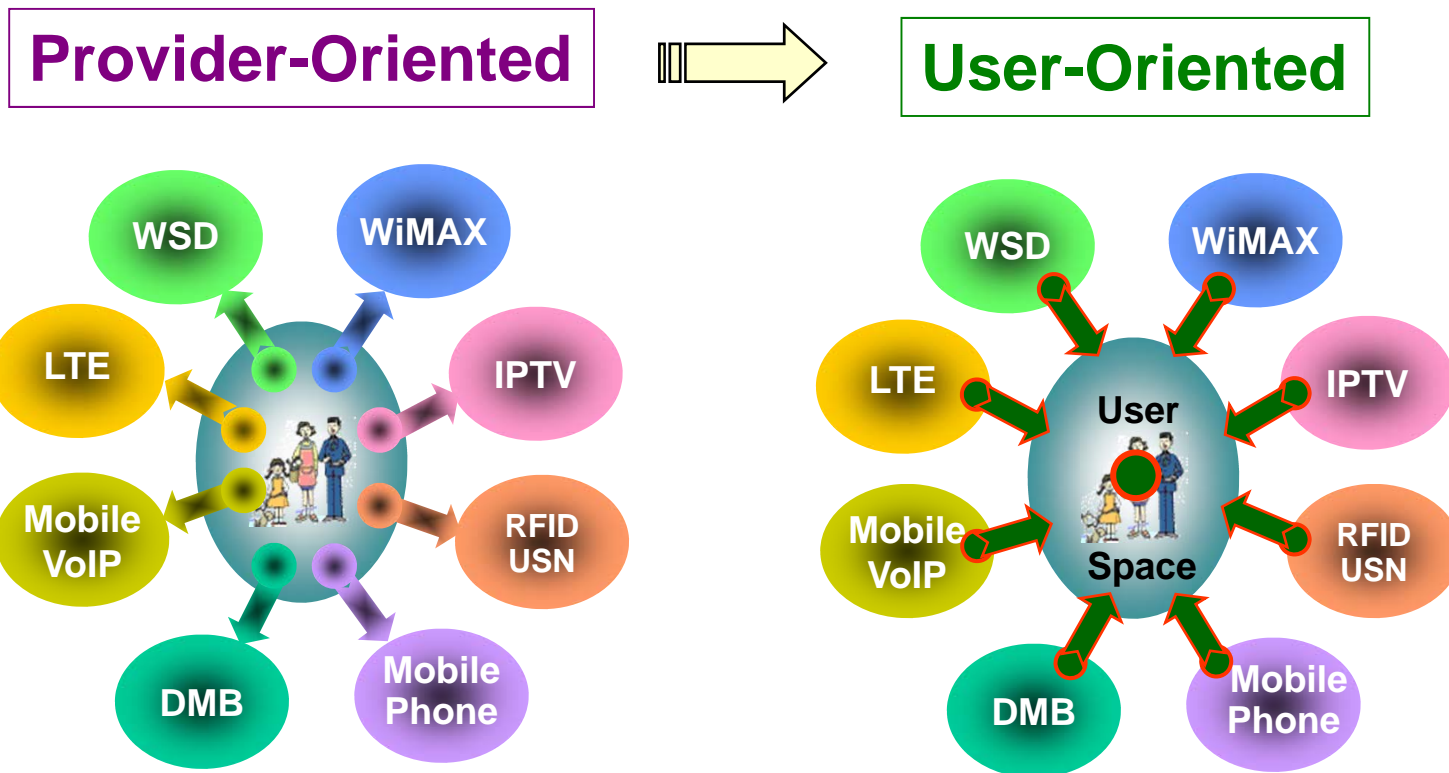 Provider-Oriented
User-Oriented
WSD
WiMAX
LTE
IPTV
Mobile
VoIP
RFID
USN
DMB
Mobile
Phone
WSD
WiMAX
LTE
IPTV
User
Space
Mobile
VoIP
RFID
USN
DMB
Mobile
Phone